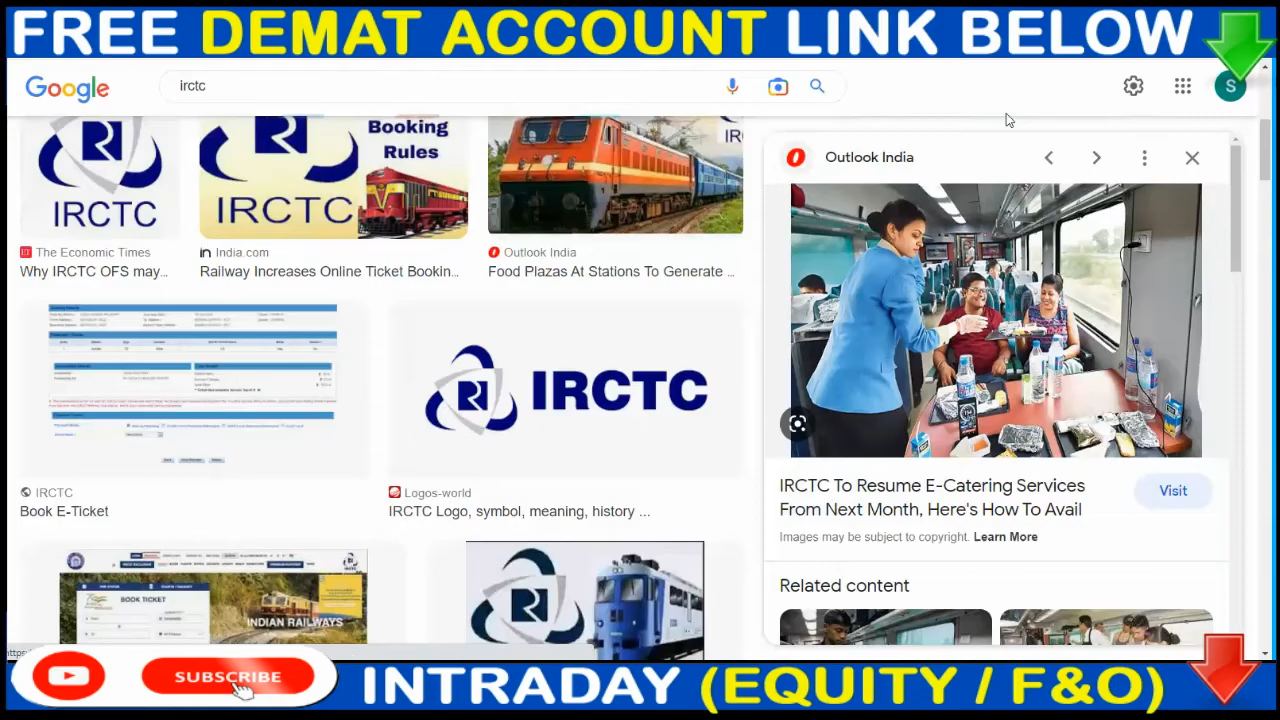 FREE DEMAT ACCOUNT LINK BELOW
Google
irctc
S
IRCTC
Booking
Rules
IRCTC
The Economic Times
Why IRCTC OFS may...
India.com
Railway Increases Online Ticket Bookin...
Outlook India
Food Plazas At Stations To Generate ...
IRCTC
IRCTC
Book E-Ticket
Logos-world
IRCTC Logo, symbol, meaning, history ...
BOOK TICKET
INDIAN RAILWAYS
Outlook India
IRCTC To Resume E-Catering Services
From Next Month, Here's How To Avail
Visit
Images may be subject to copyright. Learn More
Related content
SUBSCRIBE
INTRADAY (EQUITY / F&O)